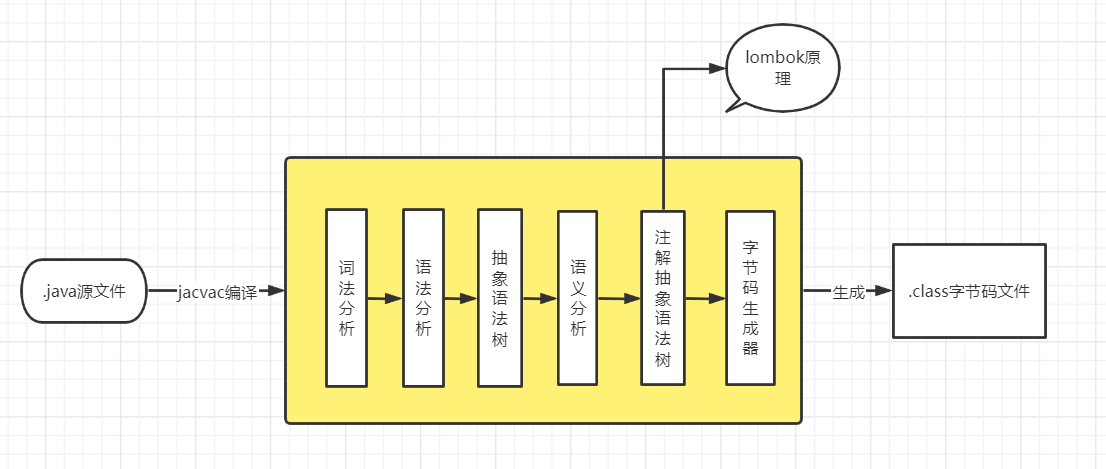 lombok原
理
.java源文件
jacvac编译
词法分析
语法分析
抽象语法树
语义分析
注解抽象语法树
字节码生成器
生成
.class字节码文件